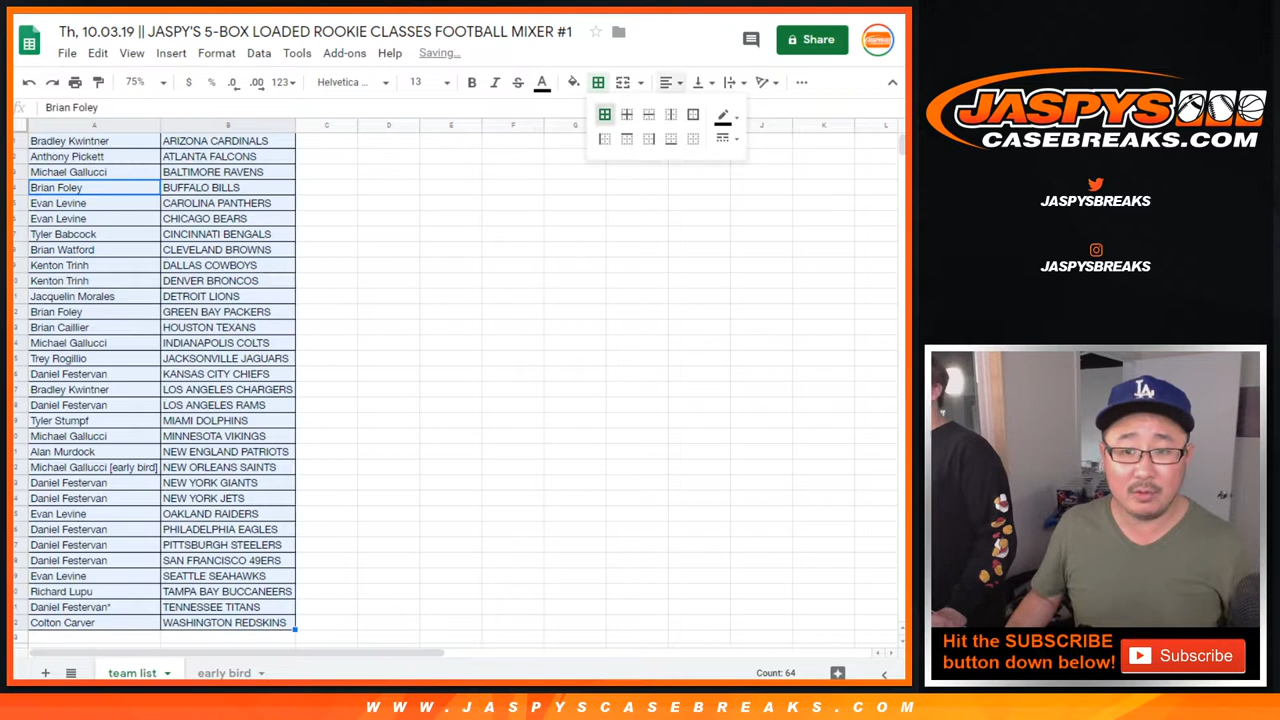 Th, 10.03.19 || JASPY'S 5-BOX LOADED ROOKIE CLASSES FOOTBALL MIXER #1
File Edit View Insert Format Data Tools Add-ons Help Saving...
Share
75% $ % .0 .00 123 Helvetica ... 13 B I S A
fx Brian Foley
A B C D E F G J K L
Bradley Kwintner ARIZONA CARDINALS
Anthony Pickett ATLANTA FALCONS
Michael Gallucci BALTIMORE RAVENS
Brian Foley BUFFALO BILLS
Evan Levine CAROLINA PANTHERS
Evan Levine CHICAGO BEARS
Tyler Babcock CINCINNATI BENGALS
Brian Watford CLEVELAND BROWNS
Kenton Trinh DALLAS COWBOYS
Kenton Trinh DENVER BRONCOS
Jacquelin Morales DETROIT LIONS
Brian Foley GREEN BAY PACKERS
Brian Caillier HOUSTON TEXANS
Michael Gallucci INDIANAPOLIS COLTS
Trey Rogillio JACKSONVILLE JAGUARS
Daniel Festervan KANSAS CITY CHIEFS
Bradley Kwintner LOS ANGELES CHARGERS
Daniel Festervan LOS ANGELES RAMS
Tyler Stumpf MIAMI DOLPHINS
Michael Gallucci MINNESOTA VIKINGS
Alan Murdock NEW ENGLAND PATRIOTS
Michael Gallucci [early bird] NEW ORLEANS SAINTS
Daniel Festervan NEW YORK GIANTS
Daniel Festervan NEW YORK JETS
Evan Levine OAKLAND RAIDERS
Daniel Festervan PHILADELPHIA EAGLES
Daniel Festervan PITTSBURGH STEELERS
Daniel Festervan SAN FRANCISCO 49ERS
Evan Levine SEATTLE SEAHAWKS
Richard Lupu TAMPA BAY BUCCANEERS
Daniel Festervan* TENNESSEE TITANS
Colton Carver WASHINGTON REDSKINS
team list early bird Count: 64
JASPYS
CASEBREAKS.COM
JASPYSBREAKS
JASPYSBREAKS
LA
Hit the SUBSCRIBE
button down below!
Subscribe
WWW.JASPYSCASEBREAKS.COM